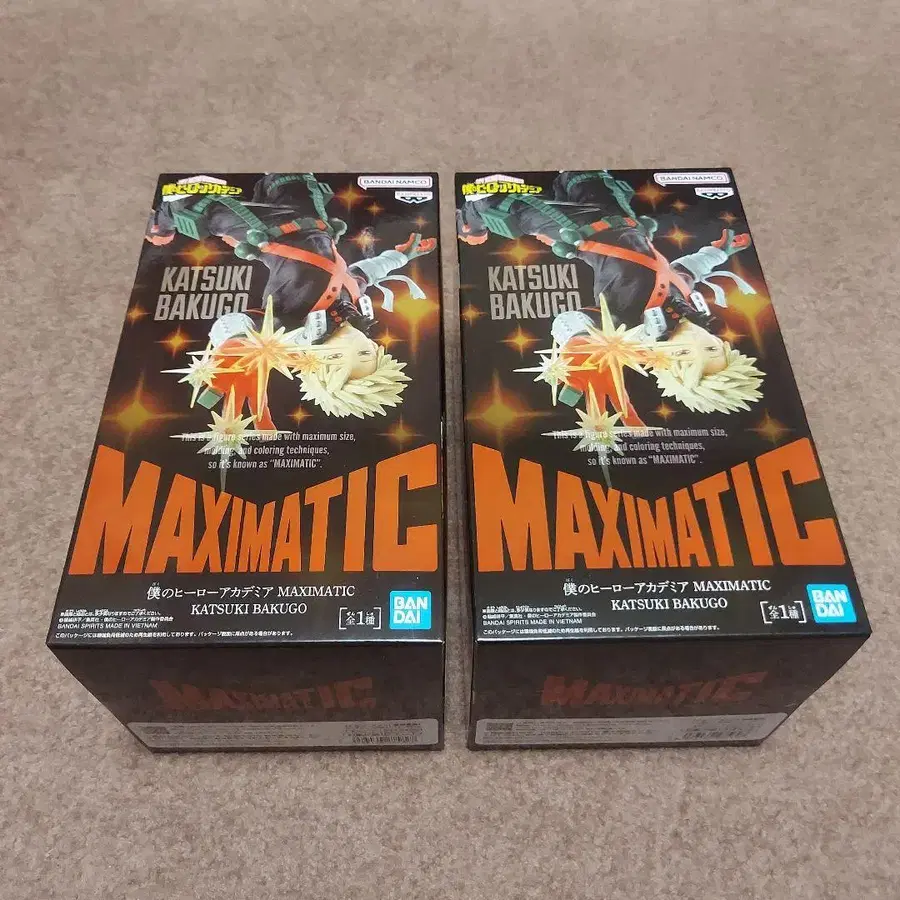 僕のヒーローアカデミア
BANDAI NAMCO
KATSUKI
BAKUGO
This is a figure series made with maximum size,
molding, and coloring techniques,
so it's known as "MAXIMATIC".
MAXIMATIC
僕のヒーローアカデミア MAXIMATIC
KATSUKI BAKUGO
全1種
BAN
DAI
BANDAI SPIRITS MADE IN VIETNAM
MAXIMATIC
僕のヒーローアカデミア
BANDAI NAMCO
KATSUKI
BAKUGO
This is a figure series made with maximum size,
molding, and coloring techniques,
so it's known as "MAXIMATIC".
MAXIMATIC
僕のヒーローアカデミア MAXIMATIC
KATSUKI BAKUGO
全1種
BAN
DAI
BANDAI SPIRITS MADE IN VIETNAM
MAXIMATIC